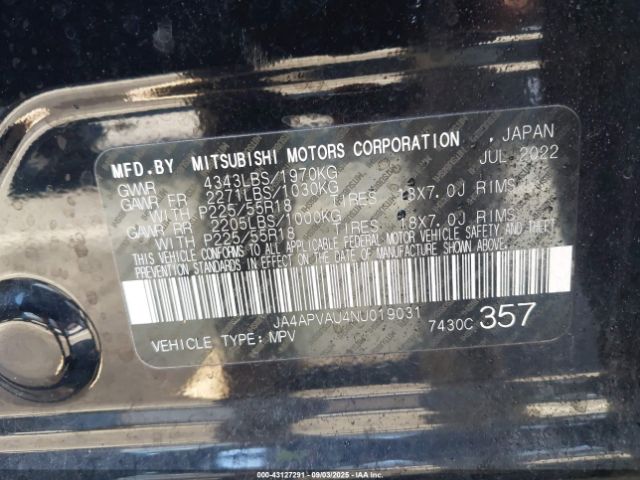 MFD.BY MITSUBISHI MOTORS CORPORATION , JAPAN
GWVR 4343LBS/1970KG JUL 2022
GAWR FR 2271LBS/1030KG
WITH P225/55R18 TIRES 18X7.0J RIMS
GAWR RR 2205LBS/1000KG
WITH P225/55R18 TIRES 18X7.0J RIMS
THIS VEHICLE CONFORMS TO ALL APPLICABLE FEDERAL MOTOR VEHICLE SAFETY AND THEFT
PREVENTION STANDARDS IN EFFECT ON THE DATE OF MANUFACTURE SHOWN ABOVE.
JA4APVAU4NU019031
VEHICLE TYPE: MPV 7430C 357
000-43127291 - 09/03/2025 - IAAI.COM